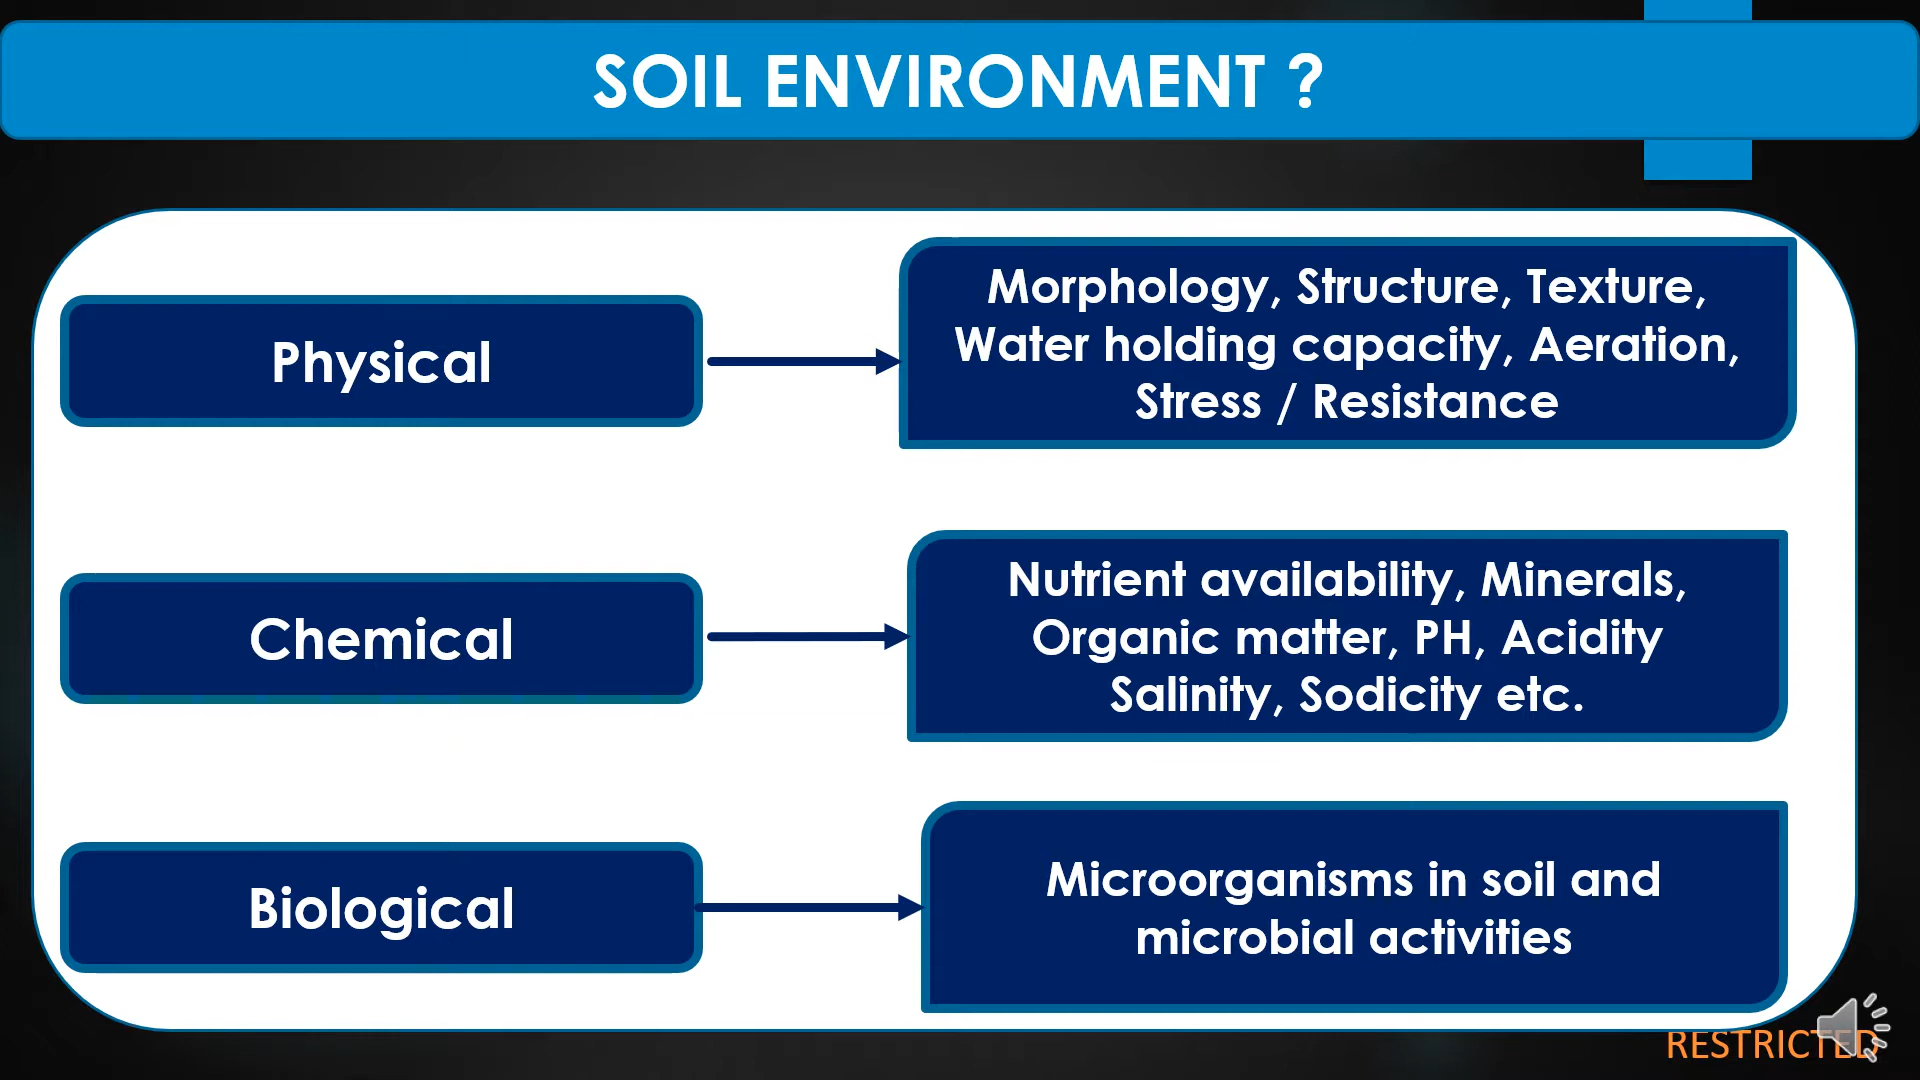 SOIL ENVIRONMENT ?
Physical
Morphology, Structure, Texture,
Water holding capacity, Aeration,
Stress / Resistance
Chemical
Nutrient availability, Minerals,
Organic matter, PH, Acidity
Salinity, Sodicity etc.
Biological
Microorganisms in soil and
microbial activities
RESTRICTED